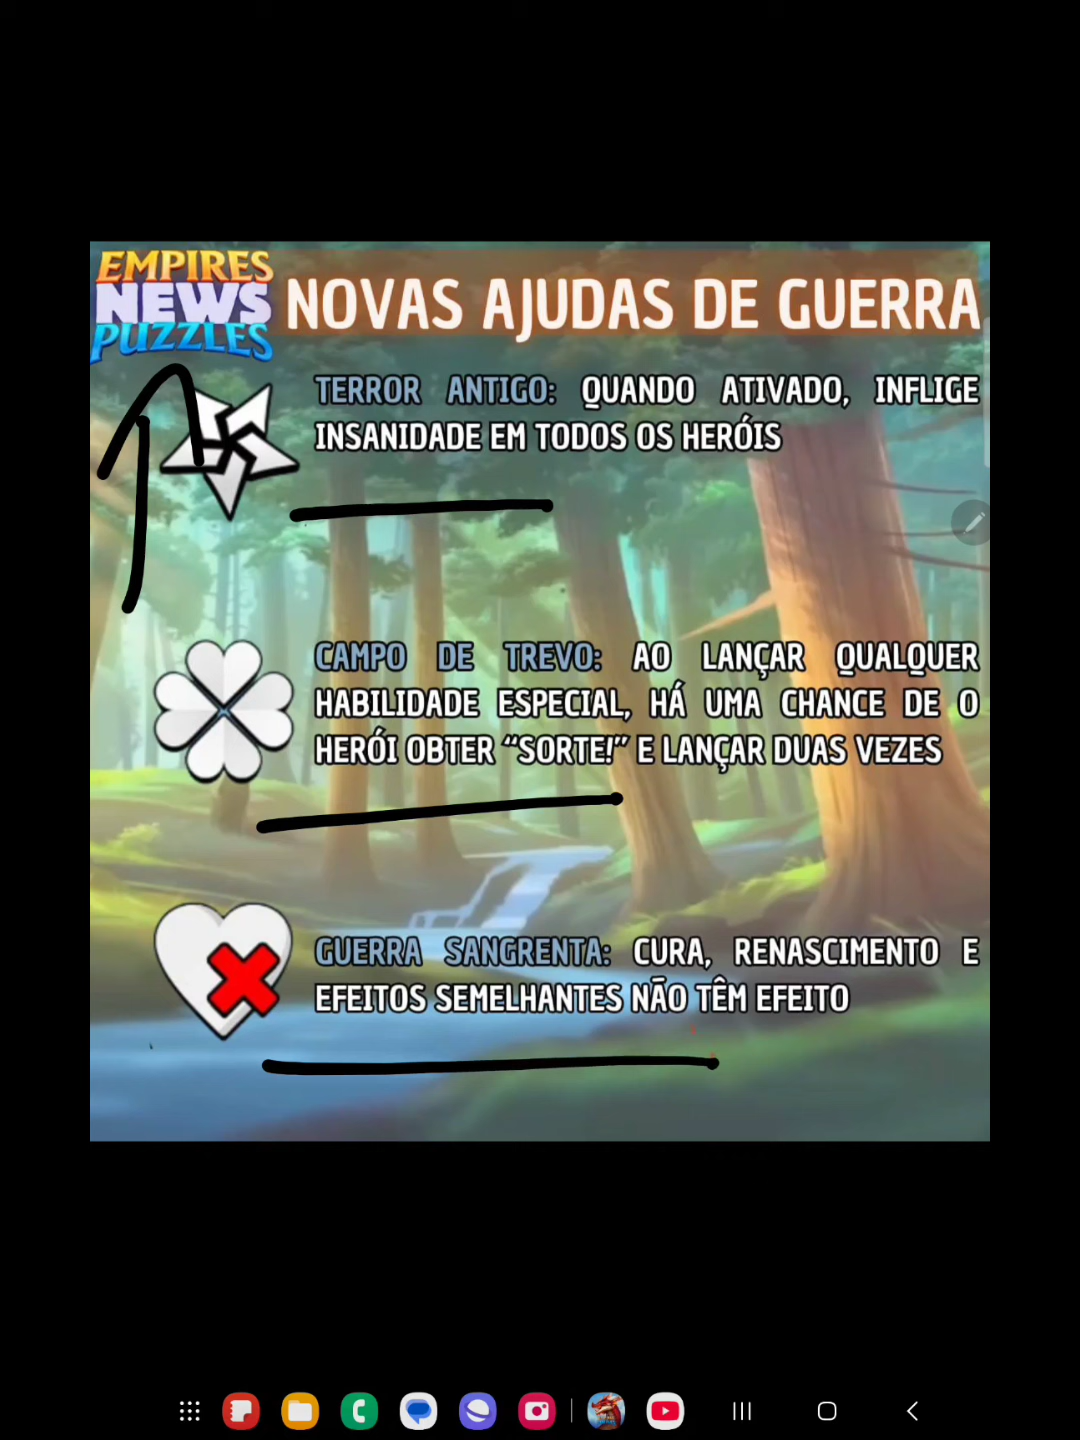 EMPIRES
NEWS
PUZZLES
NOVAS AJUDAS DE GUERRA
TERROR ANTIGO: QUANDO ATIVADO, INFLIGE
INSANIDADE EM TODOS OS HERÓIS
CAMPO DE TREVO: AO LANÇAR QUALQUER
HABILIDADE ESPECIAL, HÁ UMA CHANCE DE O
HERÓI OBTER “SORTE!” E LANÇAR DUAS VEZES
GUERRA SANGRENTA: CURA, RENASCIMENTO E
EFEITOS SEMELHANTES NÃO TÊM EFEITO